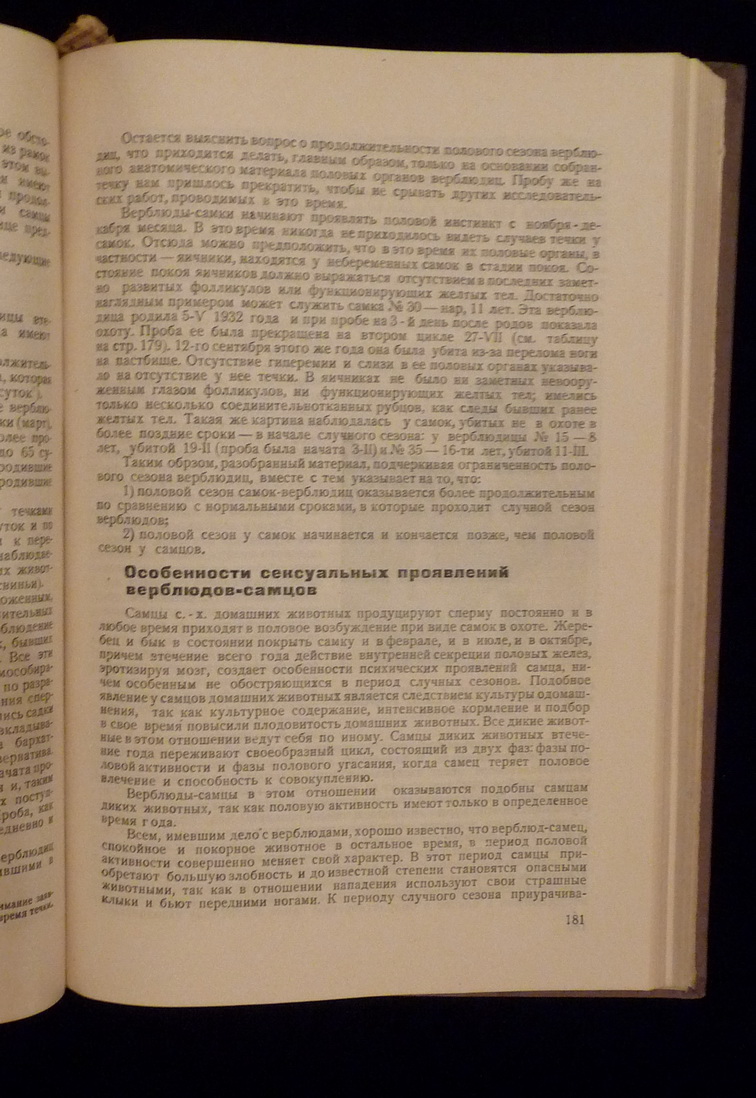 Остается выяснить вопрос о продолжительности полового сезона верблю-
диц, что приходится делать, главным образом, только на основании собран-
ного анатомического материала половых органов верблюдиц. Пробу же на
течку нам пришлось прекратить, чтобы не срывать других исследователь-
ских работ, проводимых в это время.
Верблюды-самки начинают проявлять половой инстинкт с ноября-де-
кабря месяца. В это время никогда не приходилось видеть случаев течки у
самок. Отсюда можно предположить, что в это время их половые органы, в
частности — яичники, находятся у небеременных самок в стадии покоя. Со-
стояние покоя яичников должно выражаться отсутствием в последних замет-
но развитых фолликулов или функционирующих желтых тел. Достаточно
наглядным примером может служить самка № 30 — нар, 11 лет. Эта верблю-
дица родила 5-V 1932 года и при пробе на 3-й день после родов показала
охоту. Проба ее была прекращена на втором цикле 27-VII (см. таблицу
на стр. 179). 12-го сентября этого же года она была убита из-за перелома ноги
на пастбище. Отсутствие гиперемии и слизи в ее половых органах указыва-
ло на отсутствие у нее течки. В яичниках не было ни заметных невоору-
женным глазом фолликулов, ни функционирующих желтых тел; имелись
только несколько соединительнотканных рубцов, как следы бывших ранее
желтых тел. Такая же картина наблюдалась у самок, убитых не в охоте в
более поздние сроки — в начале случного сезона: у верблюдицы № 15 — 8
лет, убитой 19-II (проба была начата 3-II) и № 35 — 16-ти лет, убитой 11-III.
Таким обрзом, разобранный материал, подчеркивая ограниченность поло-
вого сезона верблюдиц, вместе с тем указывает на то, что:
1) половой сезон самок-верблюдиц оказывается более продолжительным
по сравнению с нормальными сроками, в которые проходит случной сезон
верблюдов;
2) половой сезон у самок начинается и кончается позже, чем половой
сезон у самцов.
Особенности сексуальных проявлений
верблюдов-самцов
Самцы с.-х. домашних животных продуцируют сперму постоянно и в
любое время приходят в половое возбуждение при виде самок в охоте. Жере-
бец и бык в состоянии покрыть самку и в феврале, и в июле, и в октябре,
причем втечение всего года действие внутренней секреции половых желез,
эротизируя мозг, создает особенности психических проявлений самца, ни-
чем особенным не обостряющихся в период случных сезонов. Подобное
явление у самцов домашних животных является следствием культуры одомаш-
нения, так как культурное содержание, интенсивное кормление и подбор
в свое время повысили плодовитость домашних животных. Все дикие живот-
ные в этом отношении ведут себя по иному. Самцы диких животных втече-
ние года переживают своеобразный цикл, состоящий из двух фаз: фазы по-
ловой активности и фазы полового угасания, когда самец теряет половое
влечение и способность к совокуплению.
Верблюды-самцы в этом отношении оказываются подобны самцам
диких животных, так как половую активность имеют только в определенное
время года.
Всем, имевшим дело с верблюдами, хорошо известно, что верблюд-самец,
спокойное и покорное животное в остальное время, в период половой
активности совершенно меняет свой характер. В этот период самцы при-
обретают большую злобность и до известной степени становятся опасными
животными, так как в отношении нападения используют свои страшные
клыки и бьют передними ногами. К периоду случного сезона приурачива-
181